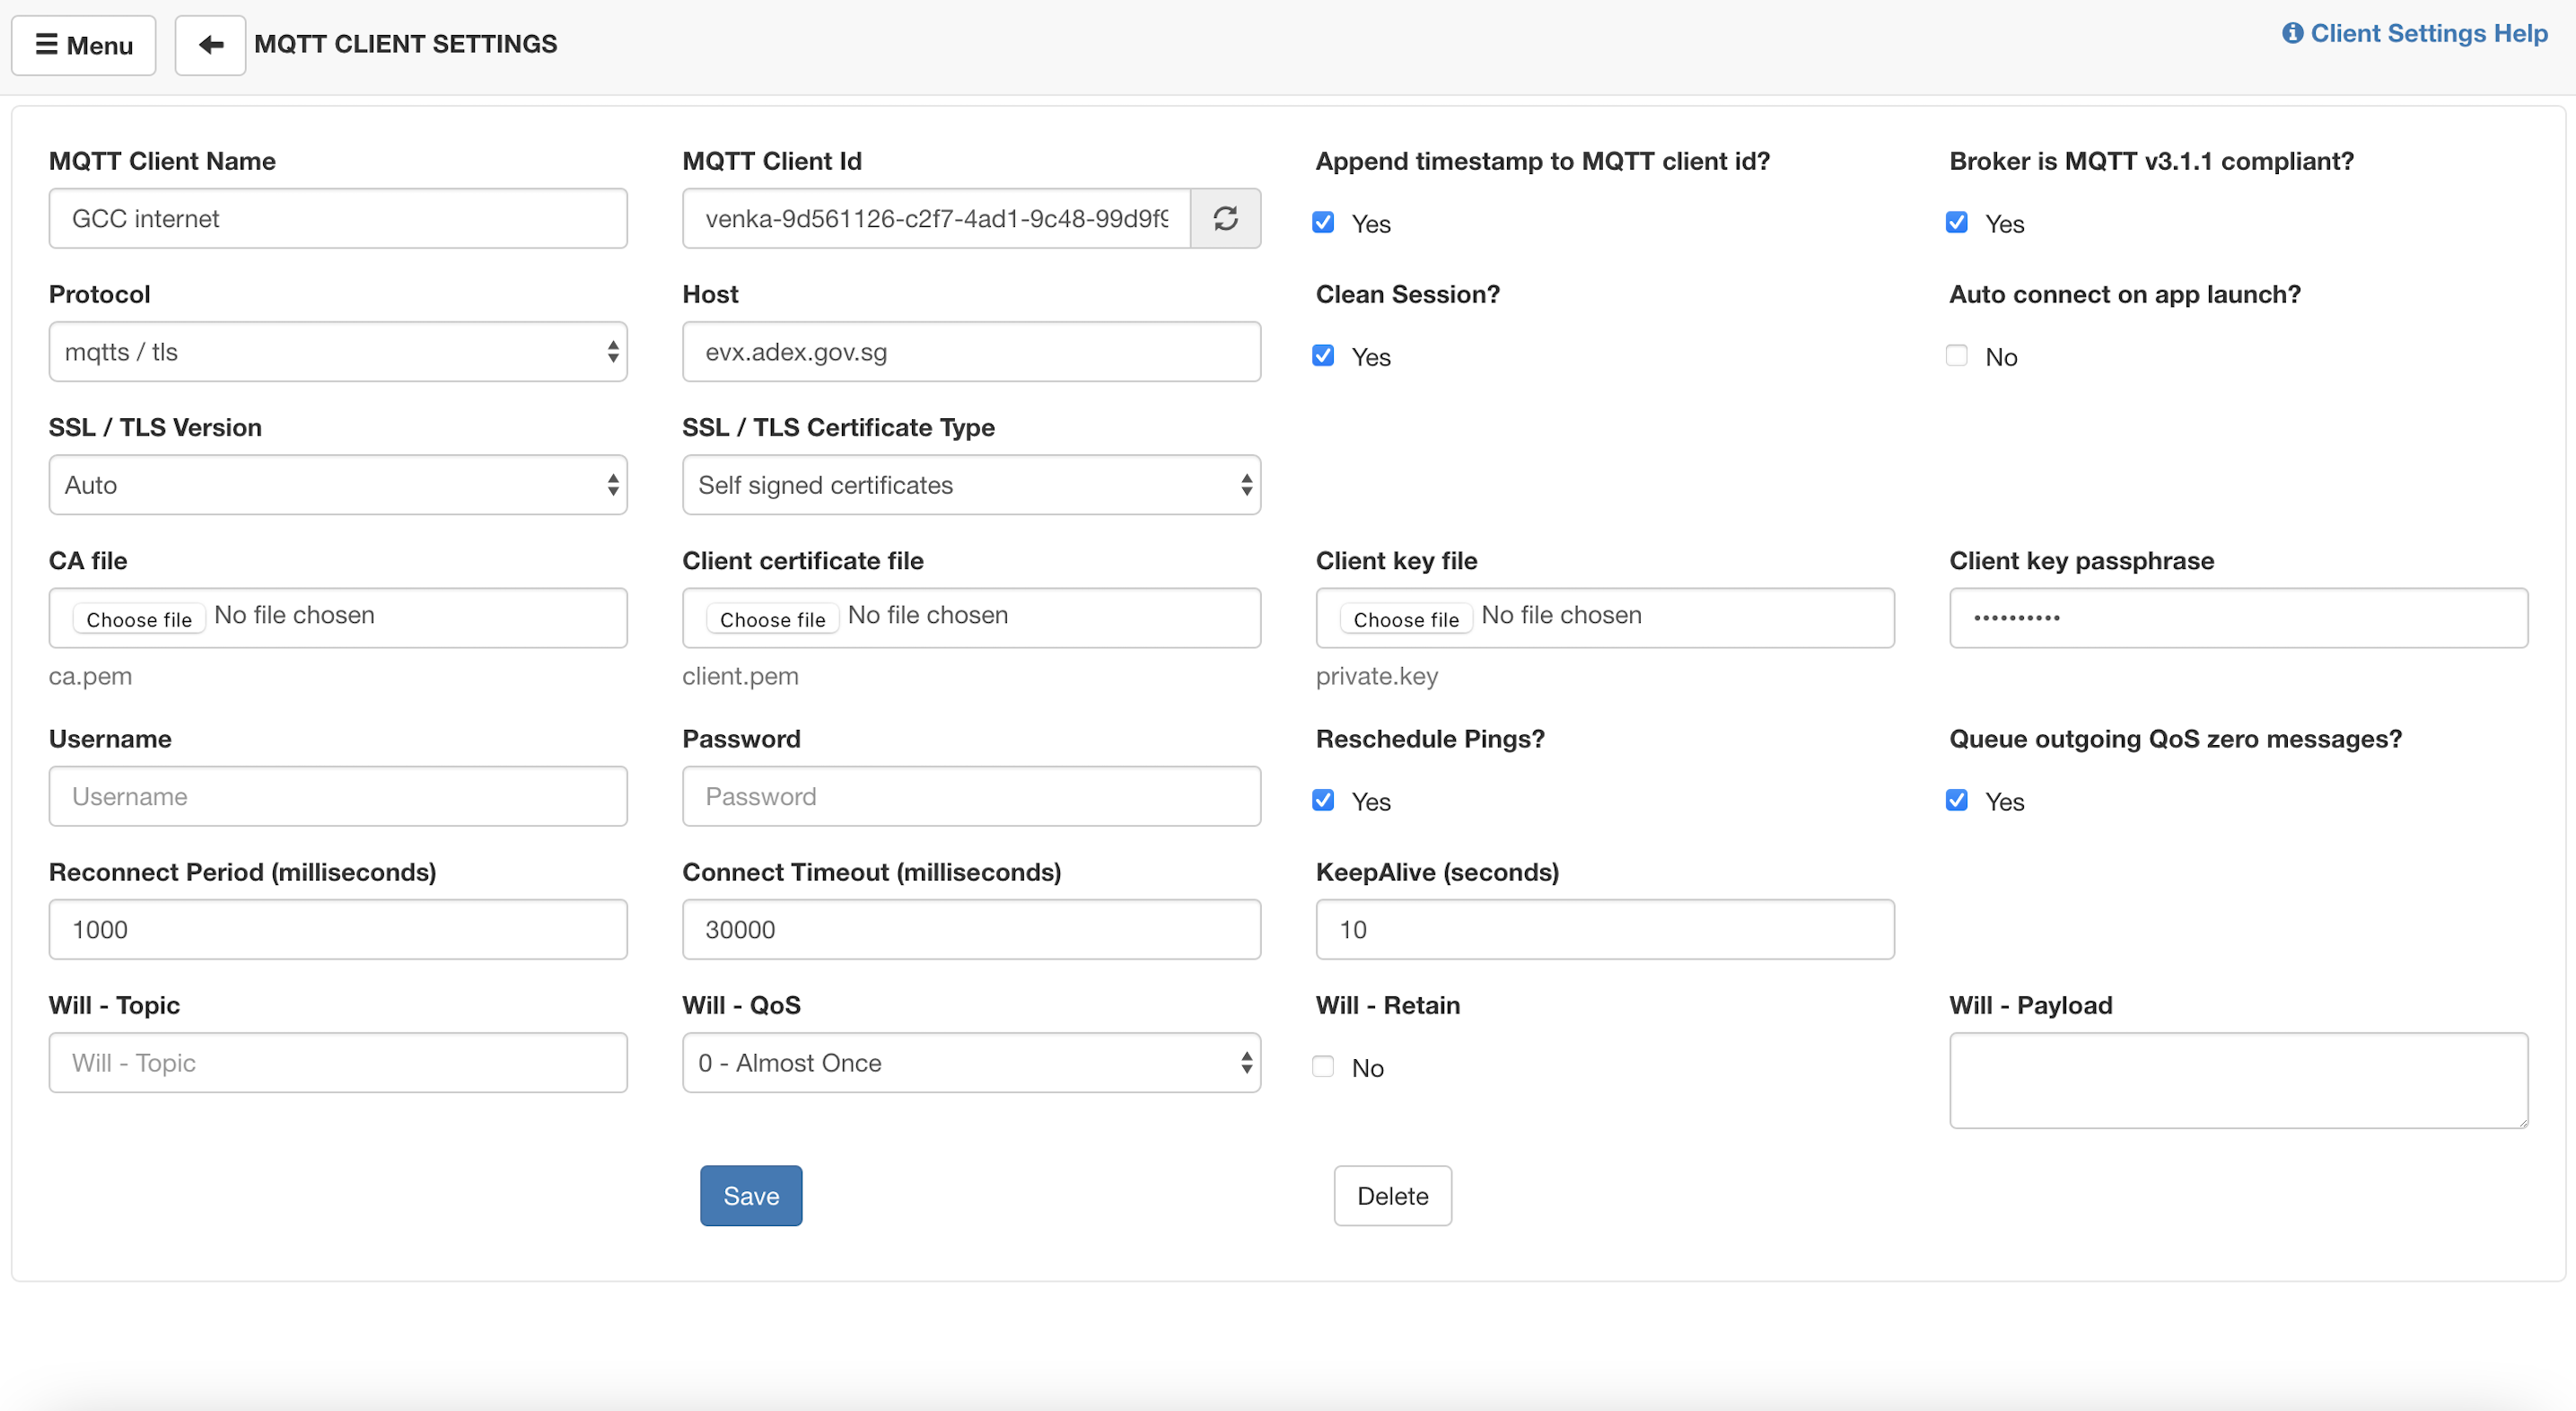 Menu
MQTT CLIENT SETTINGS
Client Settings Help
MQTT Client Name
MQTT Client Id
Append timestamp to MQTT client id?
Broker is MQTT v3.1.1 compliant?
GCC internet
venka-9d561126-c2f7-4ad1-9c48-99d9f9
Yes
Yes
Protocol
Host
Clean Session?
Auto connect on app launch?
mqtts / tls
evx.adex.gov.sg
Yes
No
SSL / TLS Version
SSL / TLS Certificate Type
Auto
Self signed certificates
CA file
Client certificate file
Client key file
Client key passphrase
Choose file No file chosen
Choose file No file chosen
Choose file No file chosen
••••••••••
ca.pem
client.pem
private.key
Username
Password
Reschedule Pings?
Queue outgoing QoS zero messages?
Username
Password
Yes
Yes
Reconnect Period (milliseconds)
Connect Timeout (milliseconds)
KeepAlive (seconds)
1000
30000
10
Will - Topic
Will - QoS
Will - Retain
Will - Payload
Will - Topic
0 - Almost Once
No
Save
Delete